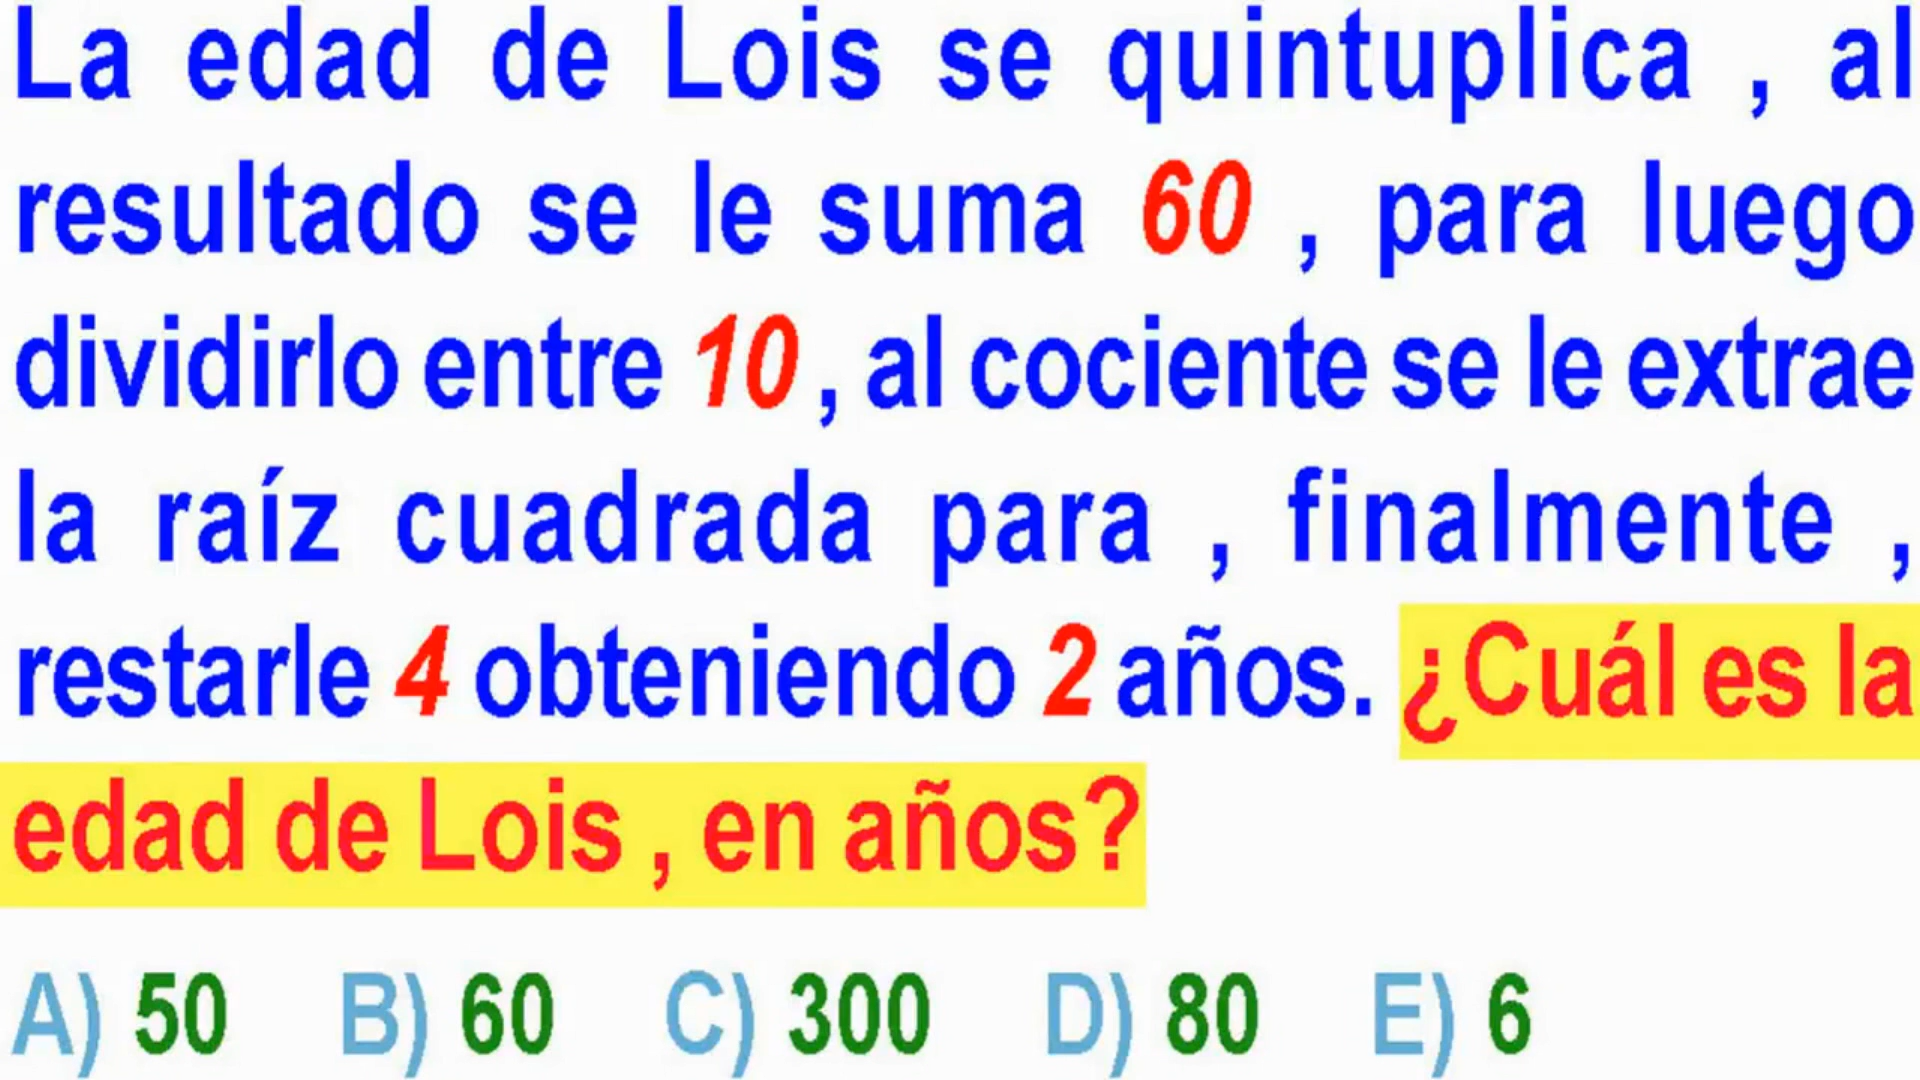 La edad de Lois se quintuplica , al
resultado se le suma 60 , para luego
dividirlo entre 10 , al cociente se le extrae
la raíz cuadrada para , finalmente ,
restarle 4 obteniendo 2 años. ¿Cuál es la
edad de Lois , en años?
A) 50 B) 60 C) 300 D) 80 E) 6